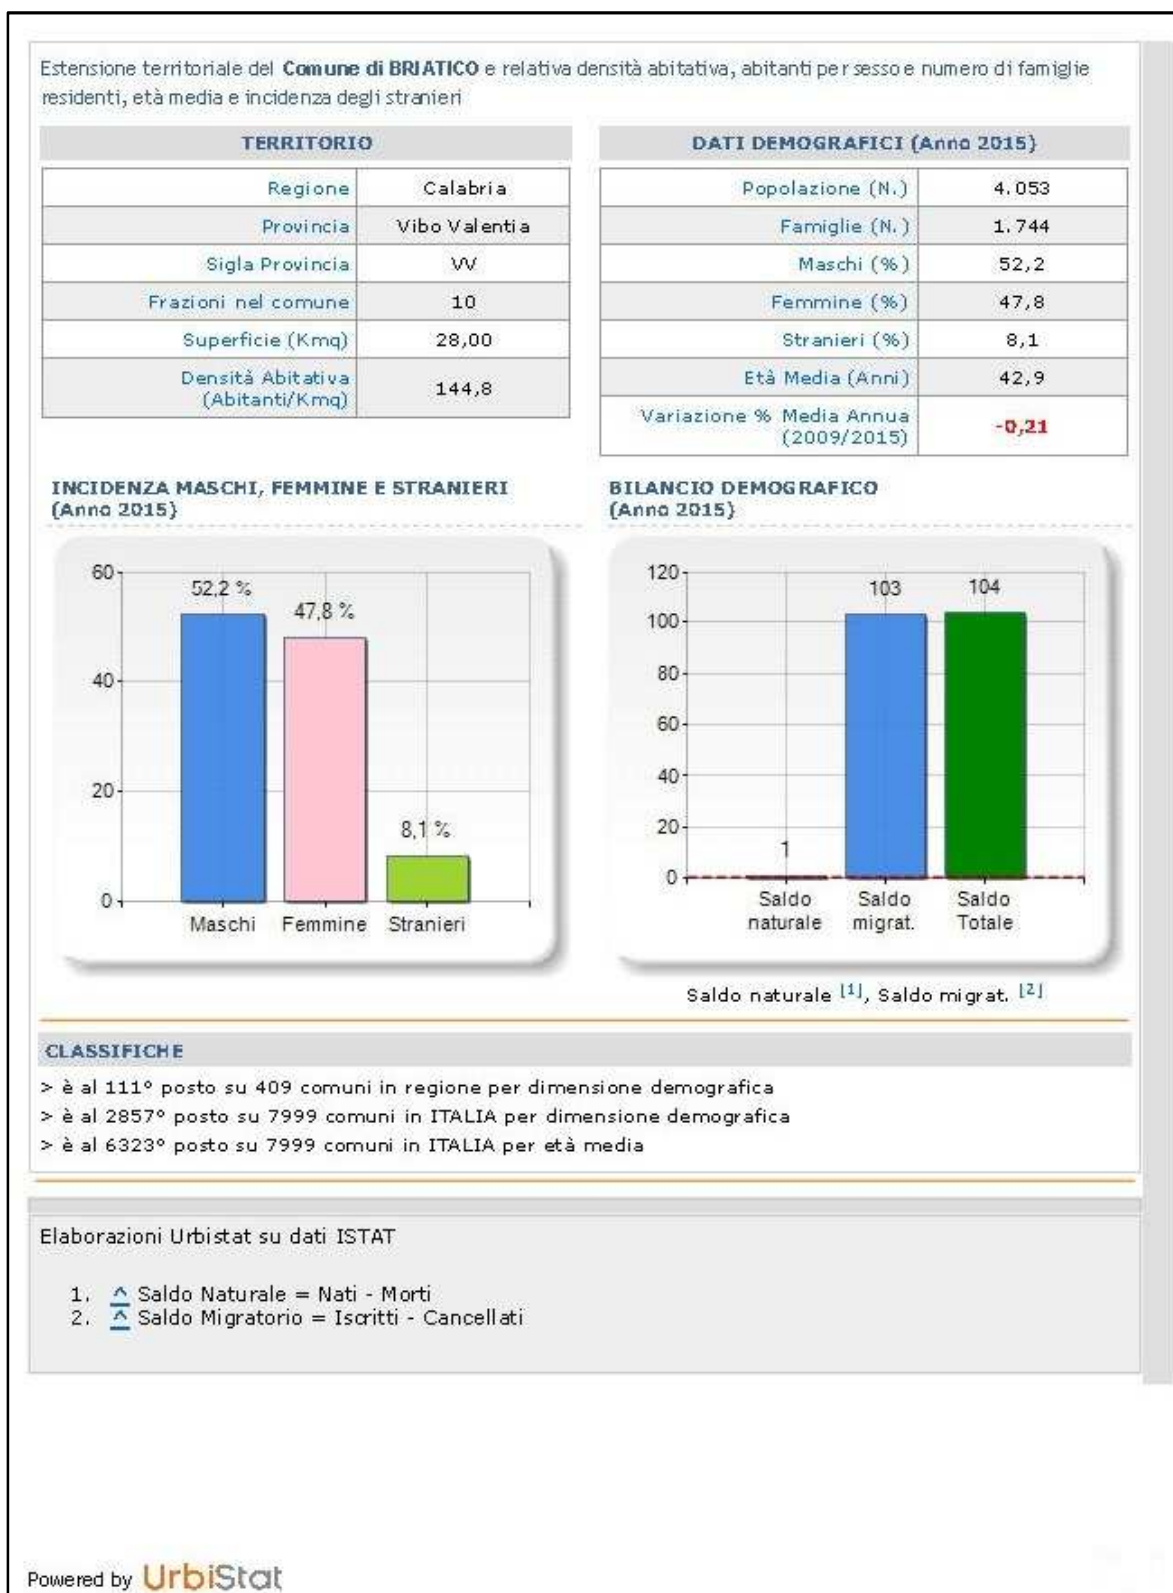 Estensione territoriale del Comune di BRIATICO e relativa densità abitativa, abitanti per sesso e numero di famiglie
residenti, età media e incidenza degli stranieri
TERRITORIO
Regione Calabria
Provincia Vibo Valentia
Sigla Provincia VV
Frazioni nel comune 10
Superficie (Kmq) 28,00
Densità Abitativa
(Abitanti/Kmq) 144,8
DATI DEMOGRAFICI (Anno 2015)
Popolazione (N.) 4.053
Famiglie (N.) 1.744
Maschi (%) 52,2
Femmine (%) 47,8
Stranieri (%) 8,1
Età Media (Anni) 42,9
Variazione % Media Annua
(2009/2015) -0,21
INCIDENZA MASCHI, FEMMINE E STRANIERI
(Anno 2015)
60
40
20
0
52,2 %
47,8 %
8,1 %
Maschi Femmine Stranieri
BILANCIO DEMOGRAFICO
(Anno 2015)
120
100
80
60
40
20
0
1
103
104
Saldo naturale
Saldo migrat.
Saldo Totale
Saldo naturale [1], Saldo migrat. [2]
CLASSIFICHE
> è al 111° posto su 409 comuni in regione per dimensione demografica
> è al 2857° posto su 7999 comuni in ITALIA per dimensione demografica
> è al 6323° posto su 7999 comuni in ITALIA per età media
Elaborazioni Urbistat su dati ISTAT
1. ^ Saldo Naturale = Nati - Morti
2. ^ Saldo Migratorio = Iscritti - Cancellati
Powered by UrbiStat